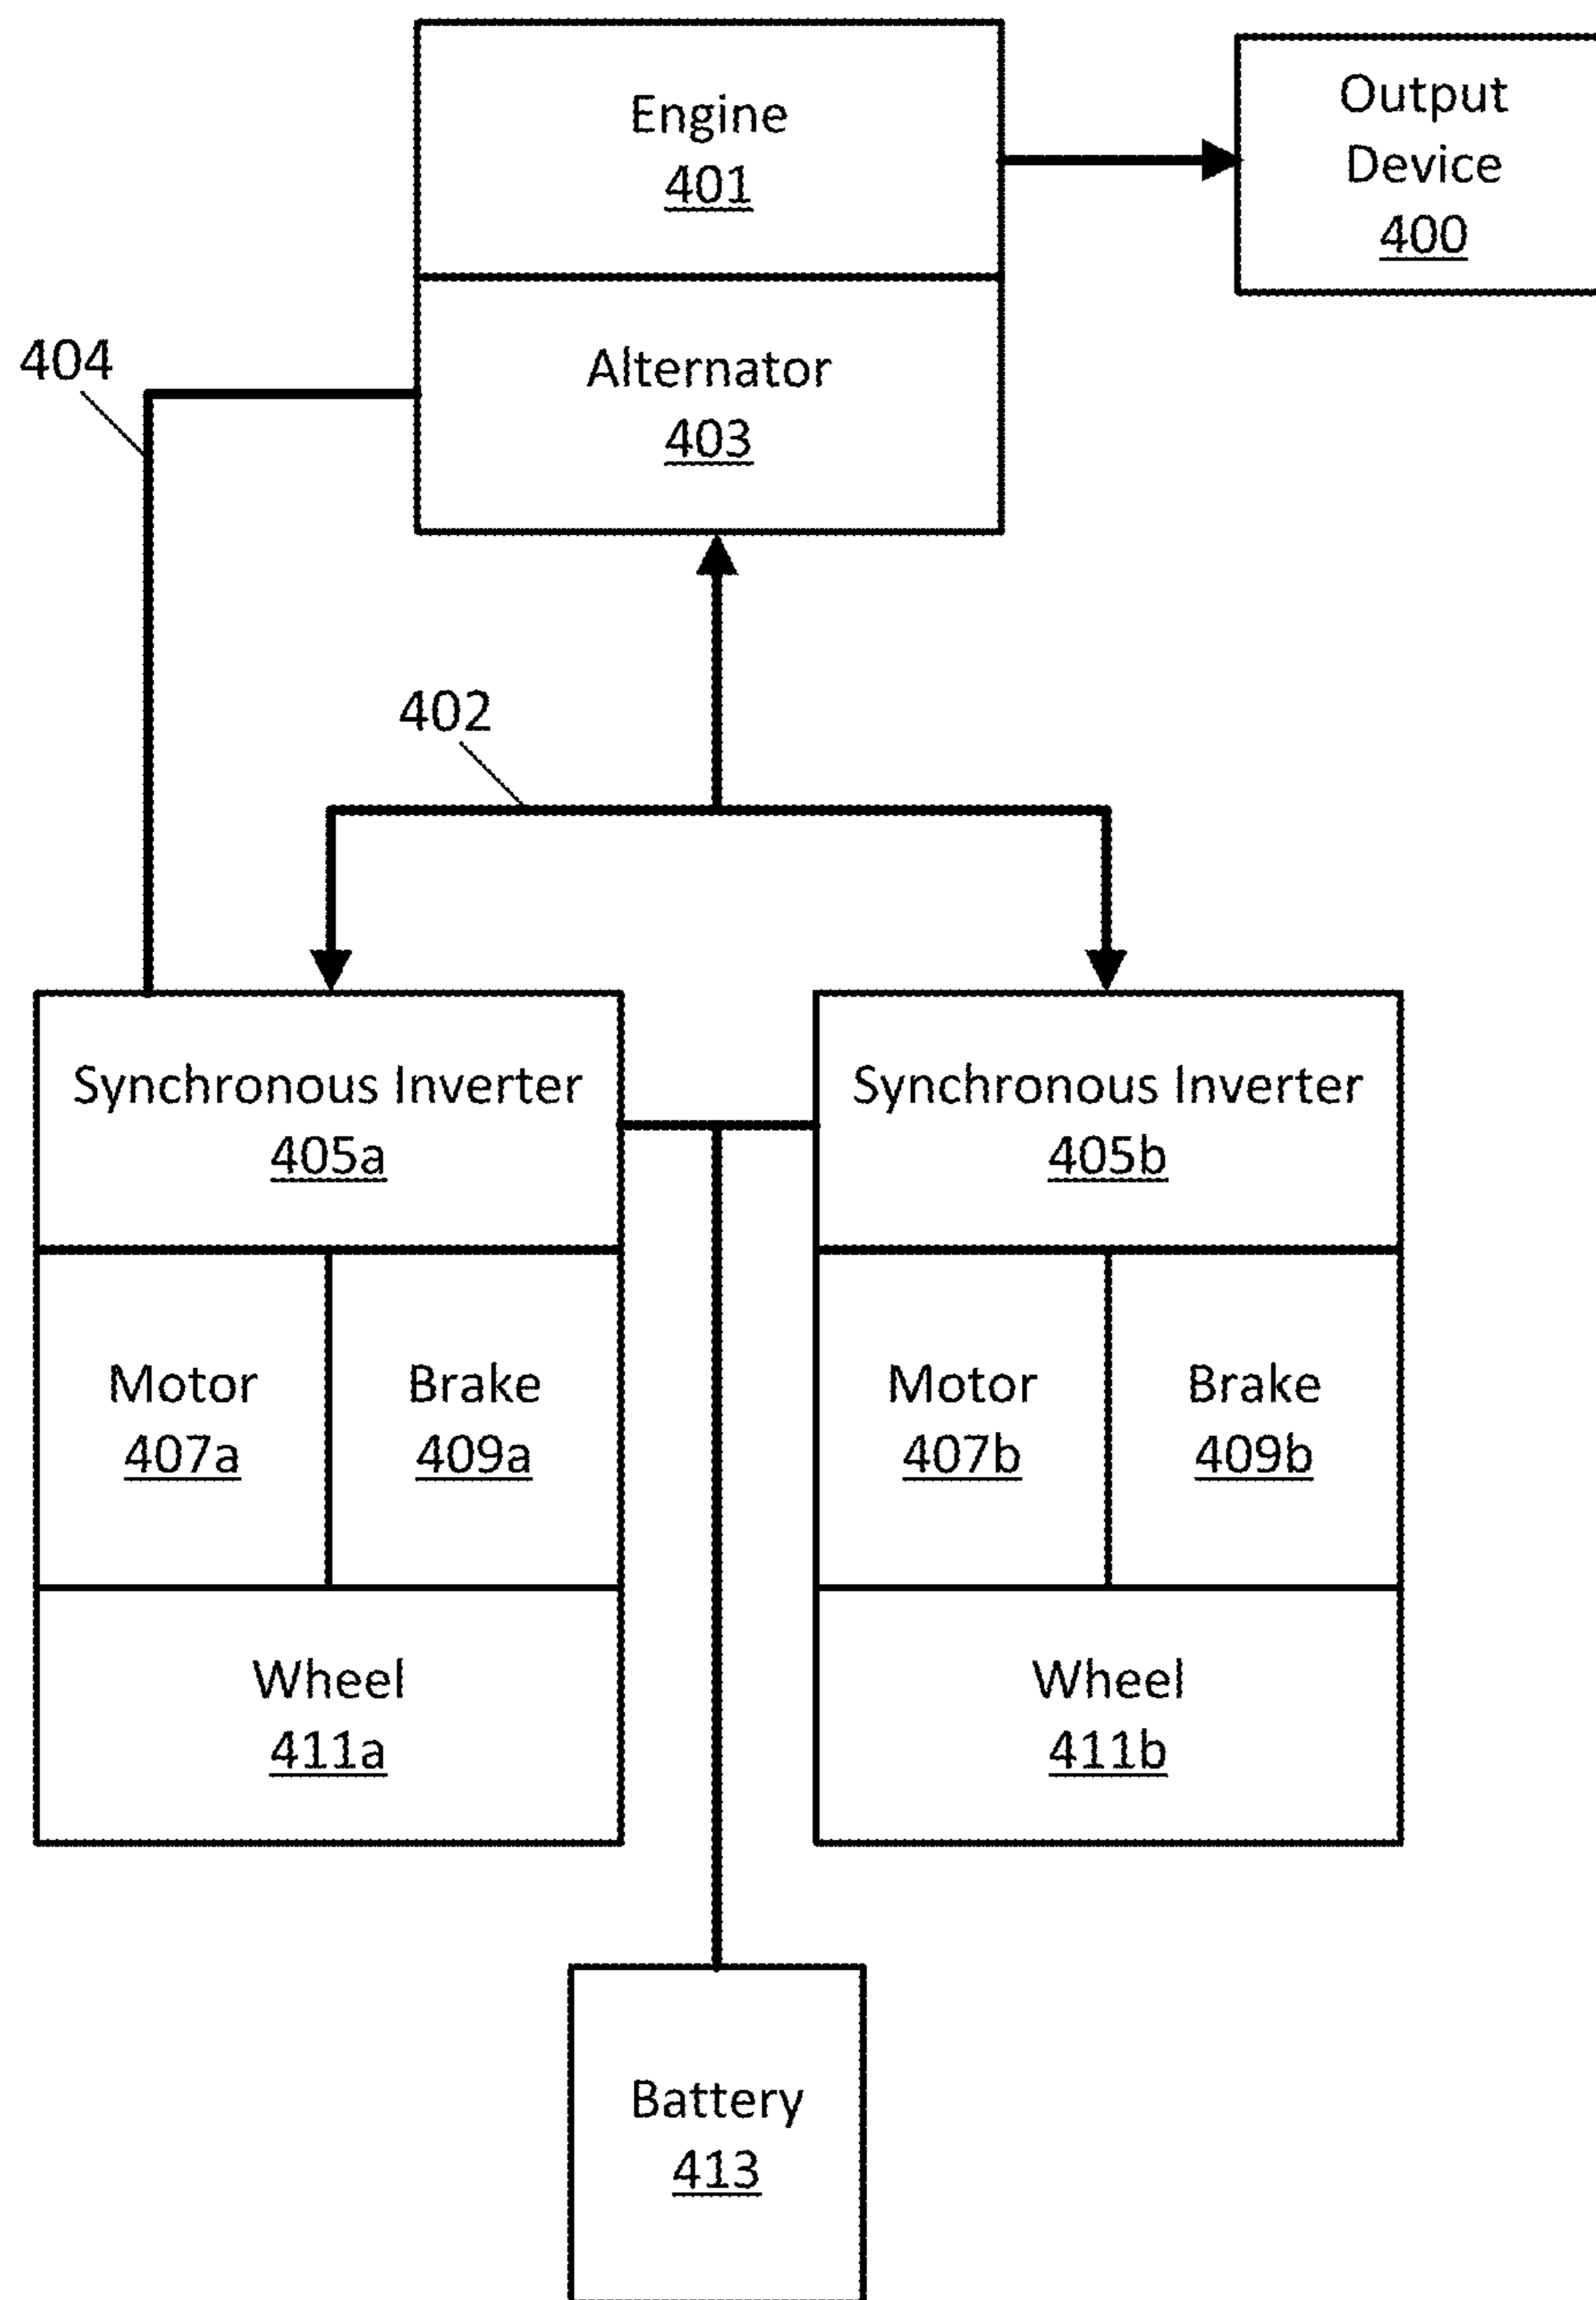 Engine
401
Output
Device
400
Alternator
403
404
402
Synchronous Inverter
405a
Synchronous Inverter
405b
Motor
407a
Brake
409a
Motor
407b
Brake
409b
Wheel
411a
Wheel
411b
Battery
413